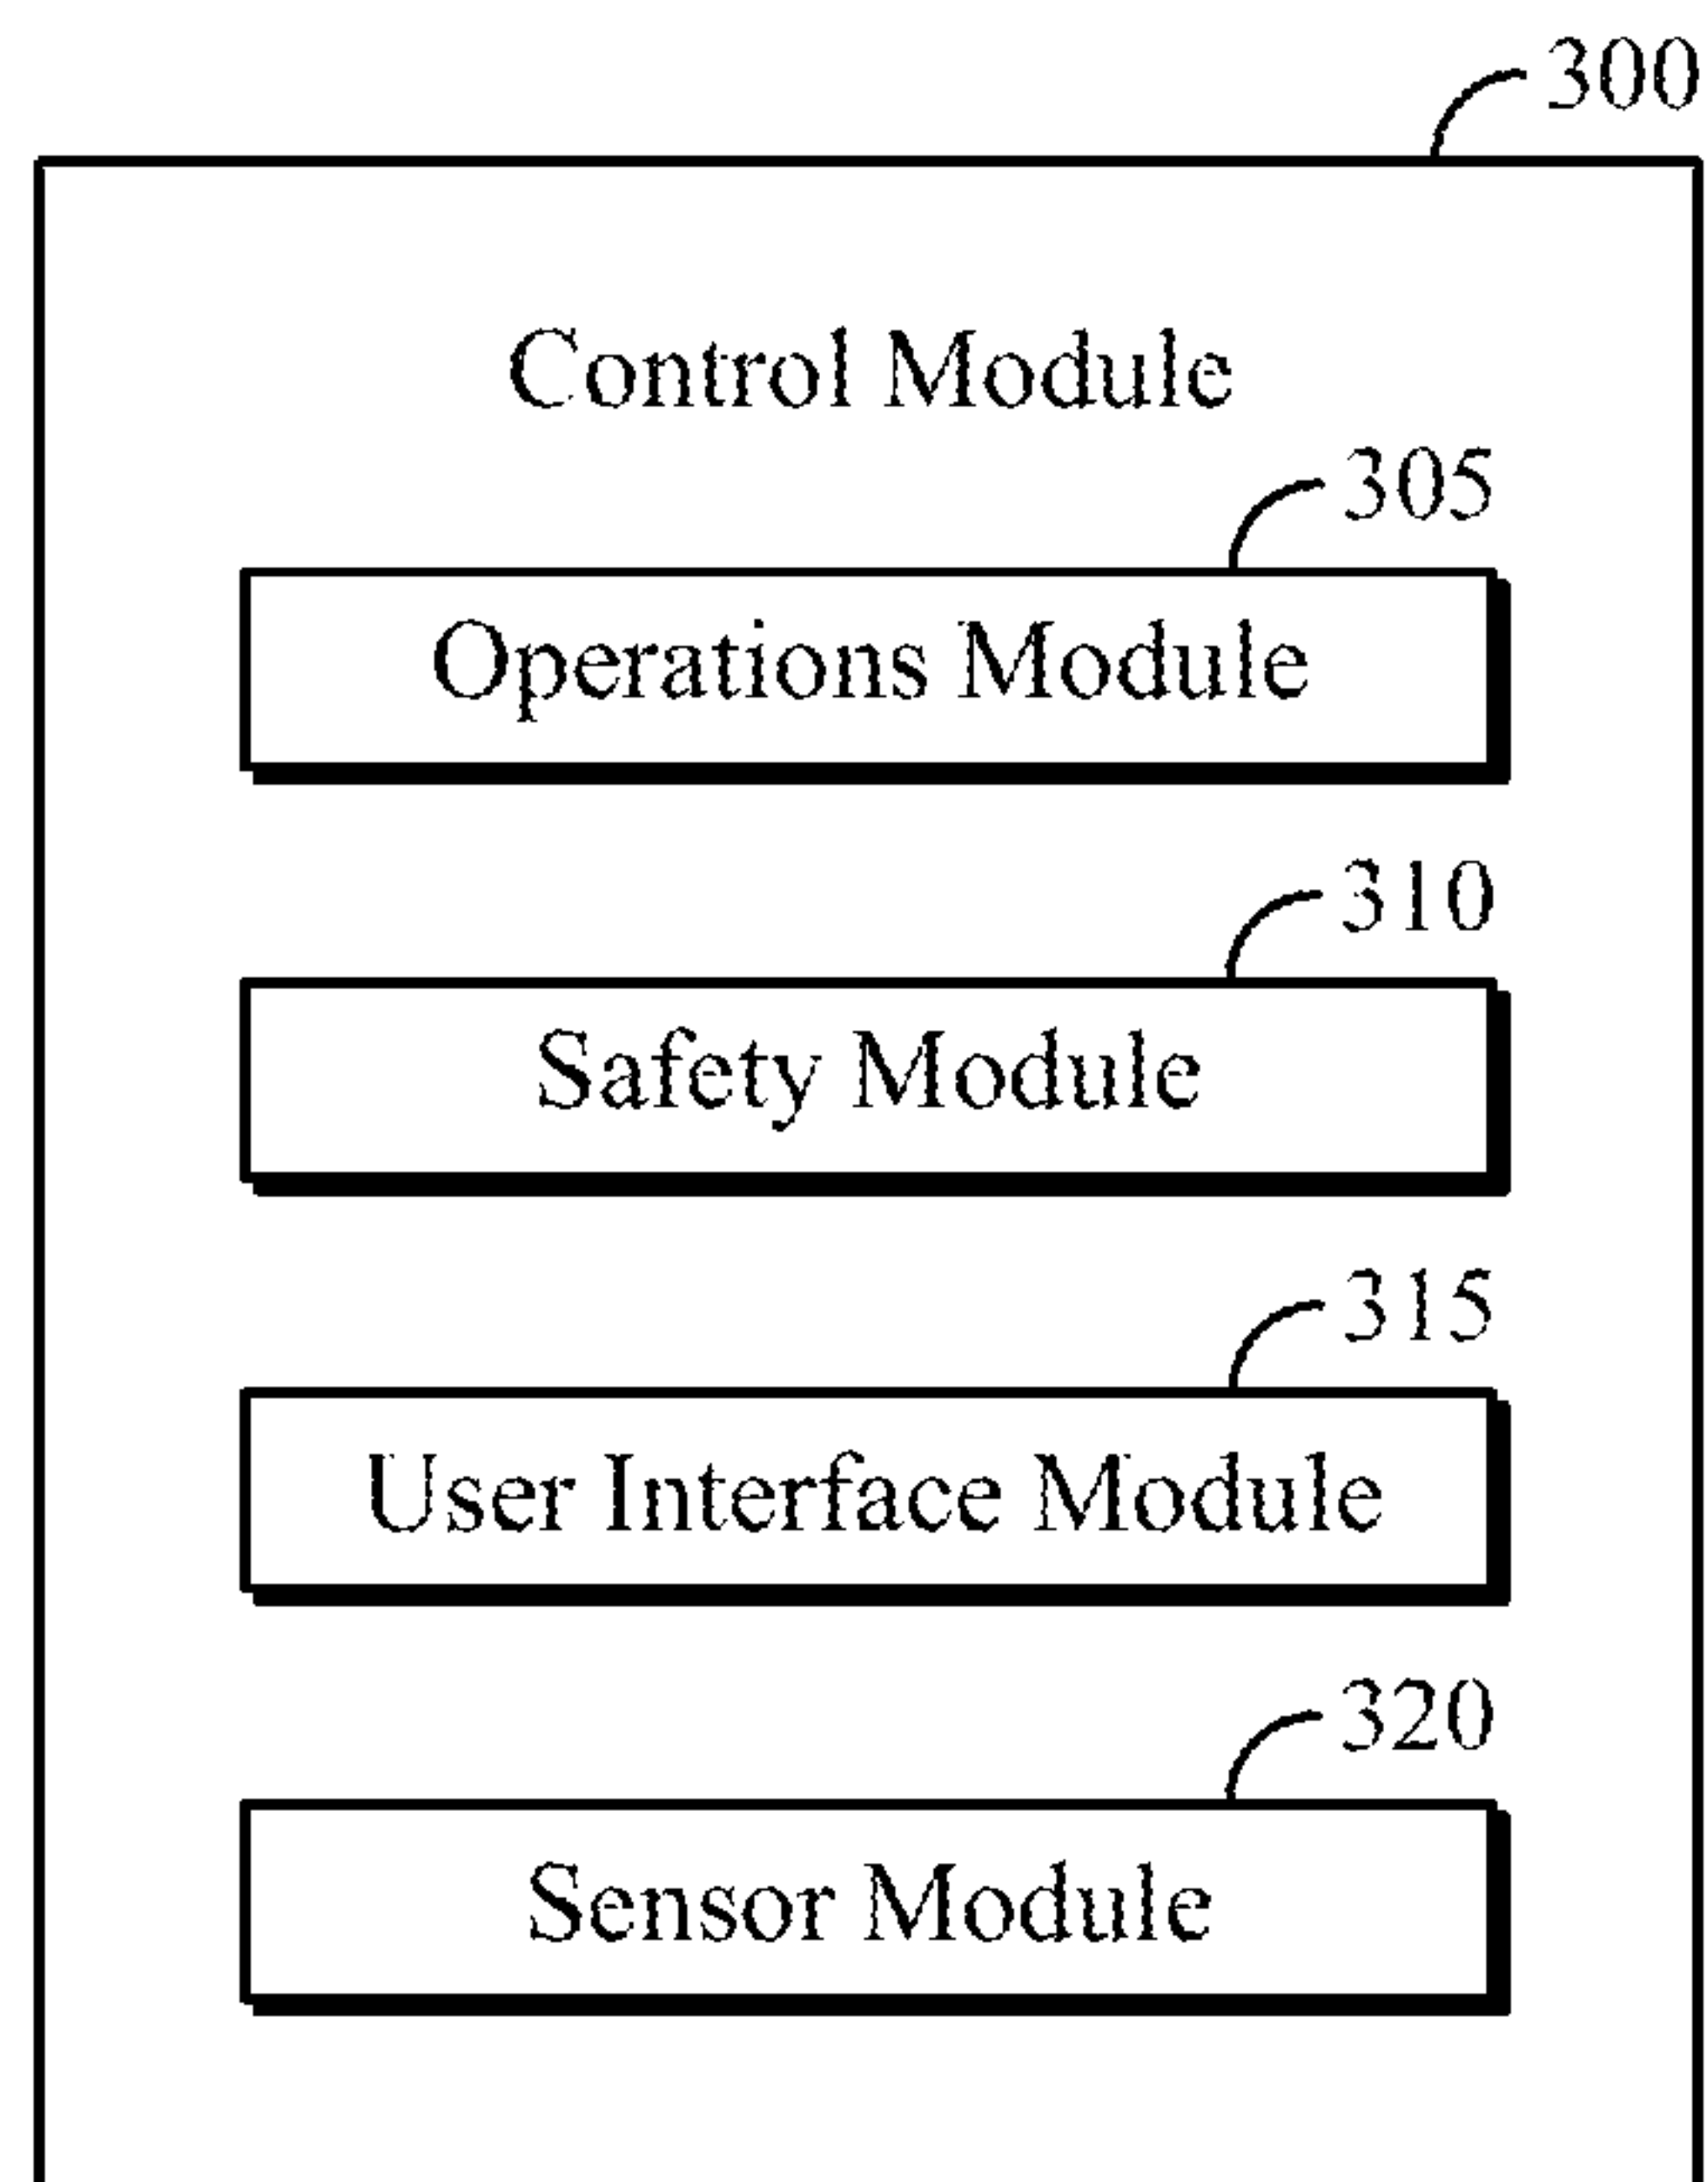 300
Control Module
305
Operations Module
310
Safety Module
315
User Interface Module
320
Sensor Module